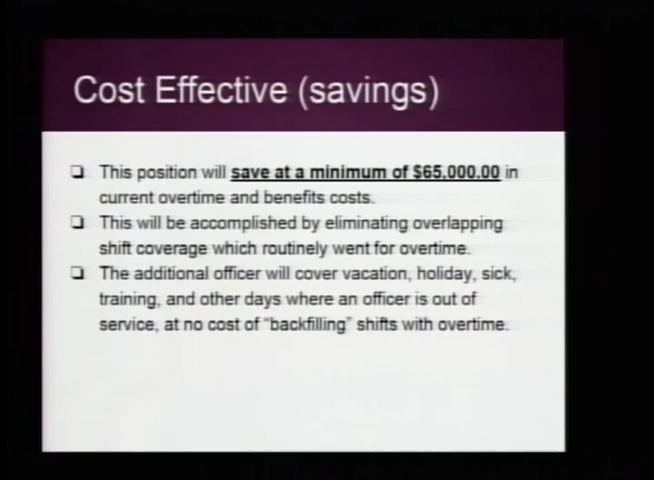 Cost Effective (savings)
❑ This position will save at a minimum of $65,000.00 in
current overtime and benefits costs.
❑ This will be accomplished by eliminating overlapping
shift coverage which routinely went for overtime.
❑ The additional officer will cover vacation, holiday, sick,
training, and other days where an officer is out of
service, at no cost of "backfilling" shifts with overtime.